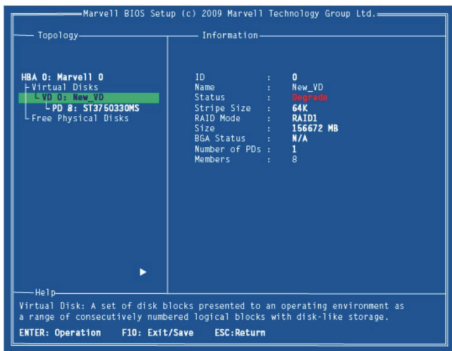 Marvell BIOS Setup (c) 2009 Marvell Technology Group Ltd.
Topology
Information
HBA 0: Marvell 0
Virtual Disks
VD 0: New_VD
PD 8: ST3750330MS
Free Physical Disks
ID : 0
Name : New_VD
Status : Degrade
Stripe Size : 64K
RAID Mode : RAID1
Size : 156672 MB
BGA Status : N/A
Number of PDs : 1
Members : 8
Help
Virtual Disk: A set of disk blocks presented to an operating environment as
a range of consecutively numbered logical blocks with disk-like storage.
ENTER: Operation F10: Exit/Save ESC:Return